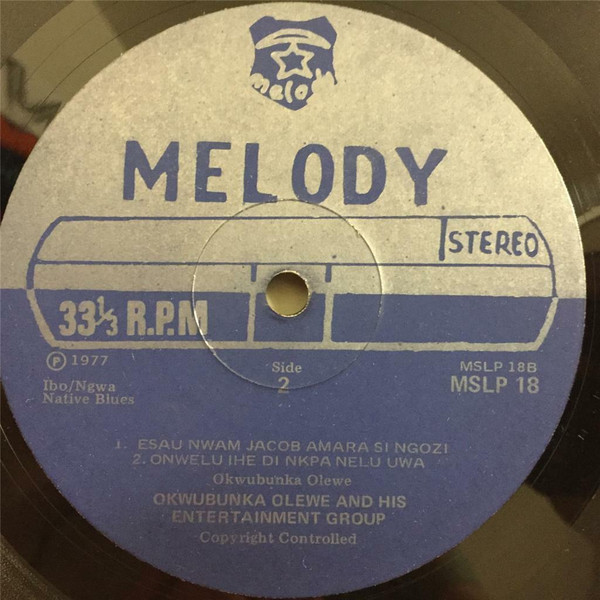 Melody
MELODY
STEREO
33⅓ R.P.M
Ⓟ 1977
Side
2
MSLP 18B
MSLP 18
Ibo/Ngwa
Native Blues
1. ESAU NWAM JACOB AMARA SI NGOZI
2. ONWELU IHE DI NKPA NELU UWA
Okwubunka Olewe
OKWUBUNKA OLEWE AND HIS
ENTERTAINMENT GROUP
Copyright Controlled